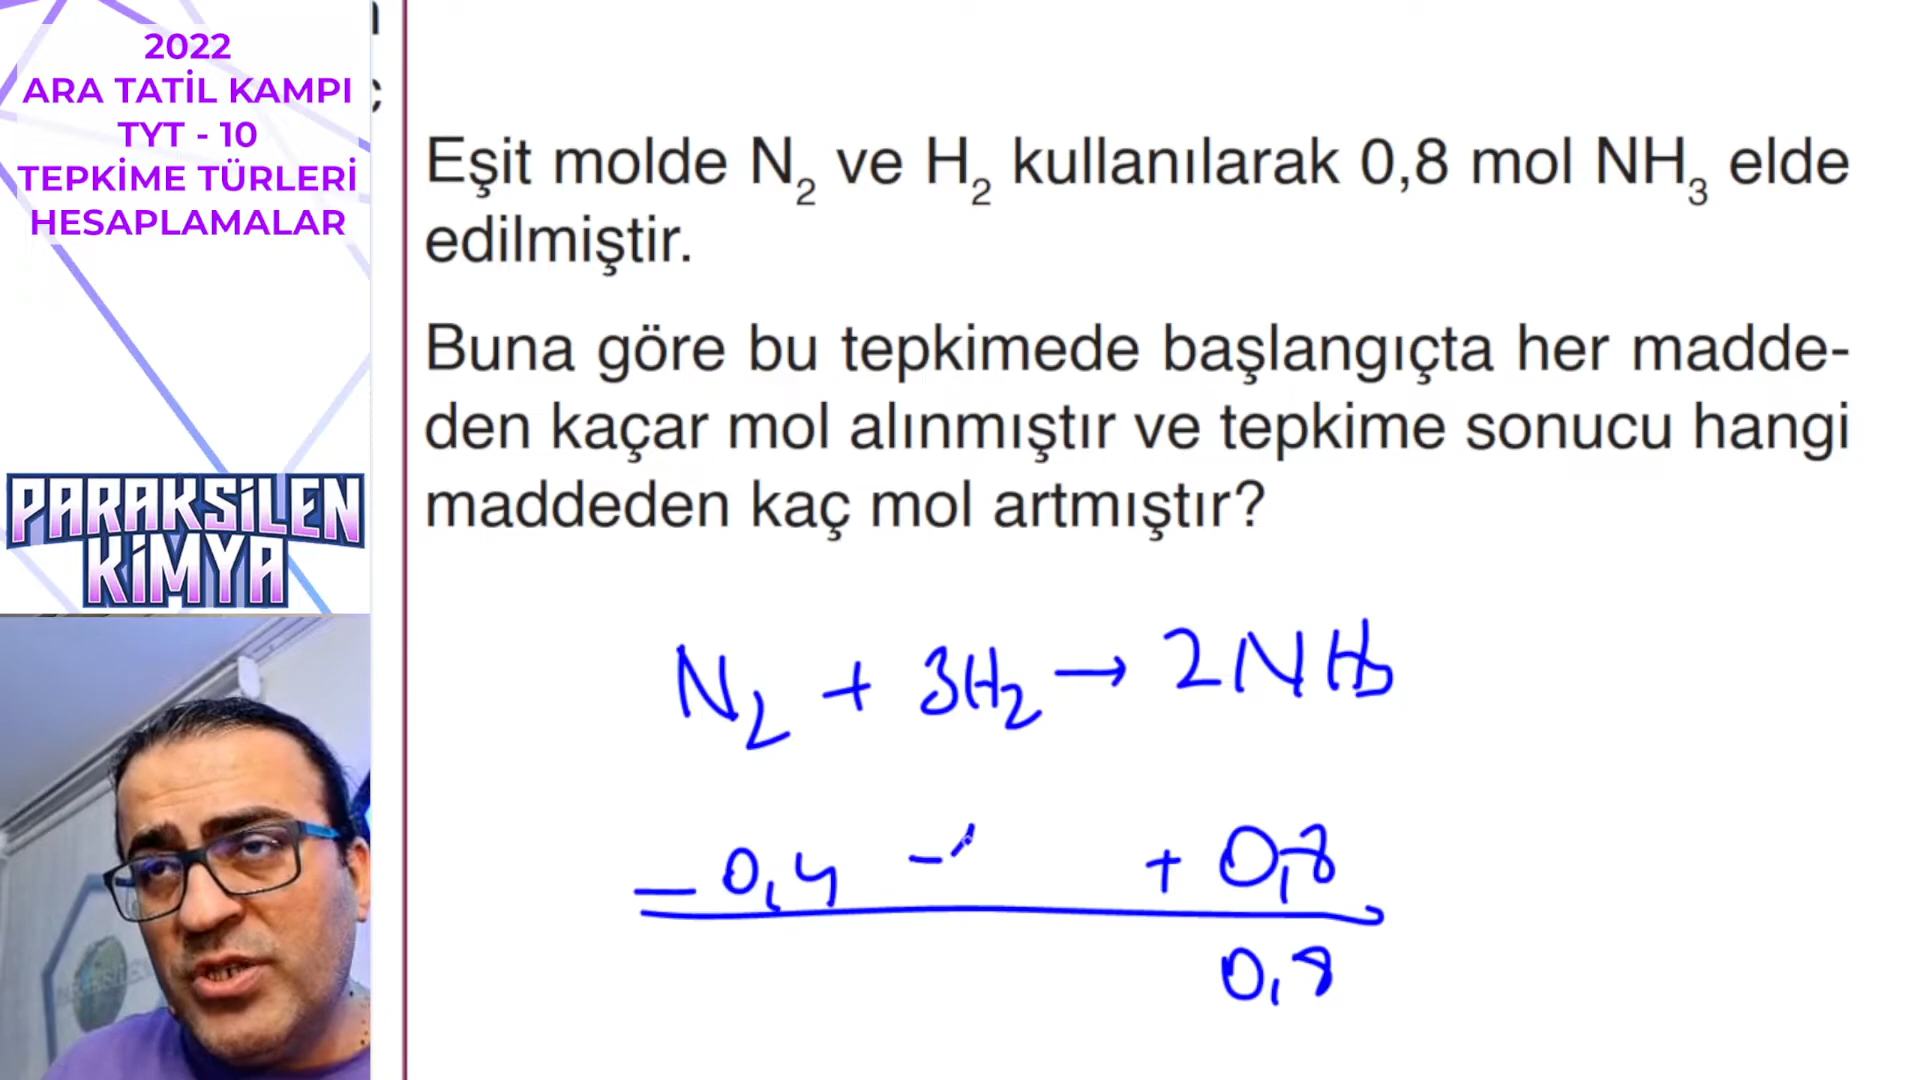 2022
ARA TATİL KAMPI
TYT - 10
TEPKİME TÜRLERİ
HESAPLAMALAR
PARAKSİLEN
KİMYA
Eşit molde N₂ ve H₂ kullanılarak 0,8 mol NH₃ elde
edilmiştir.
Buna göre bu tepkimede başlangıçta her madde-
den kaçar mol alınmıştır ve tepkime sonucu hangi
maddeden kaç mol artmıştır?
N₂ + 3H₂ → 2NH₃
- 0,4 - + 0,8
0,8